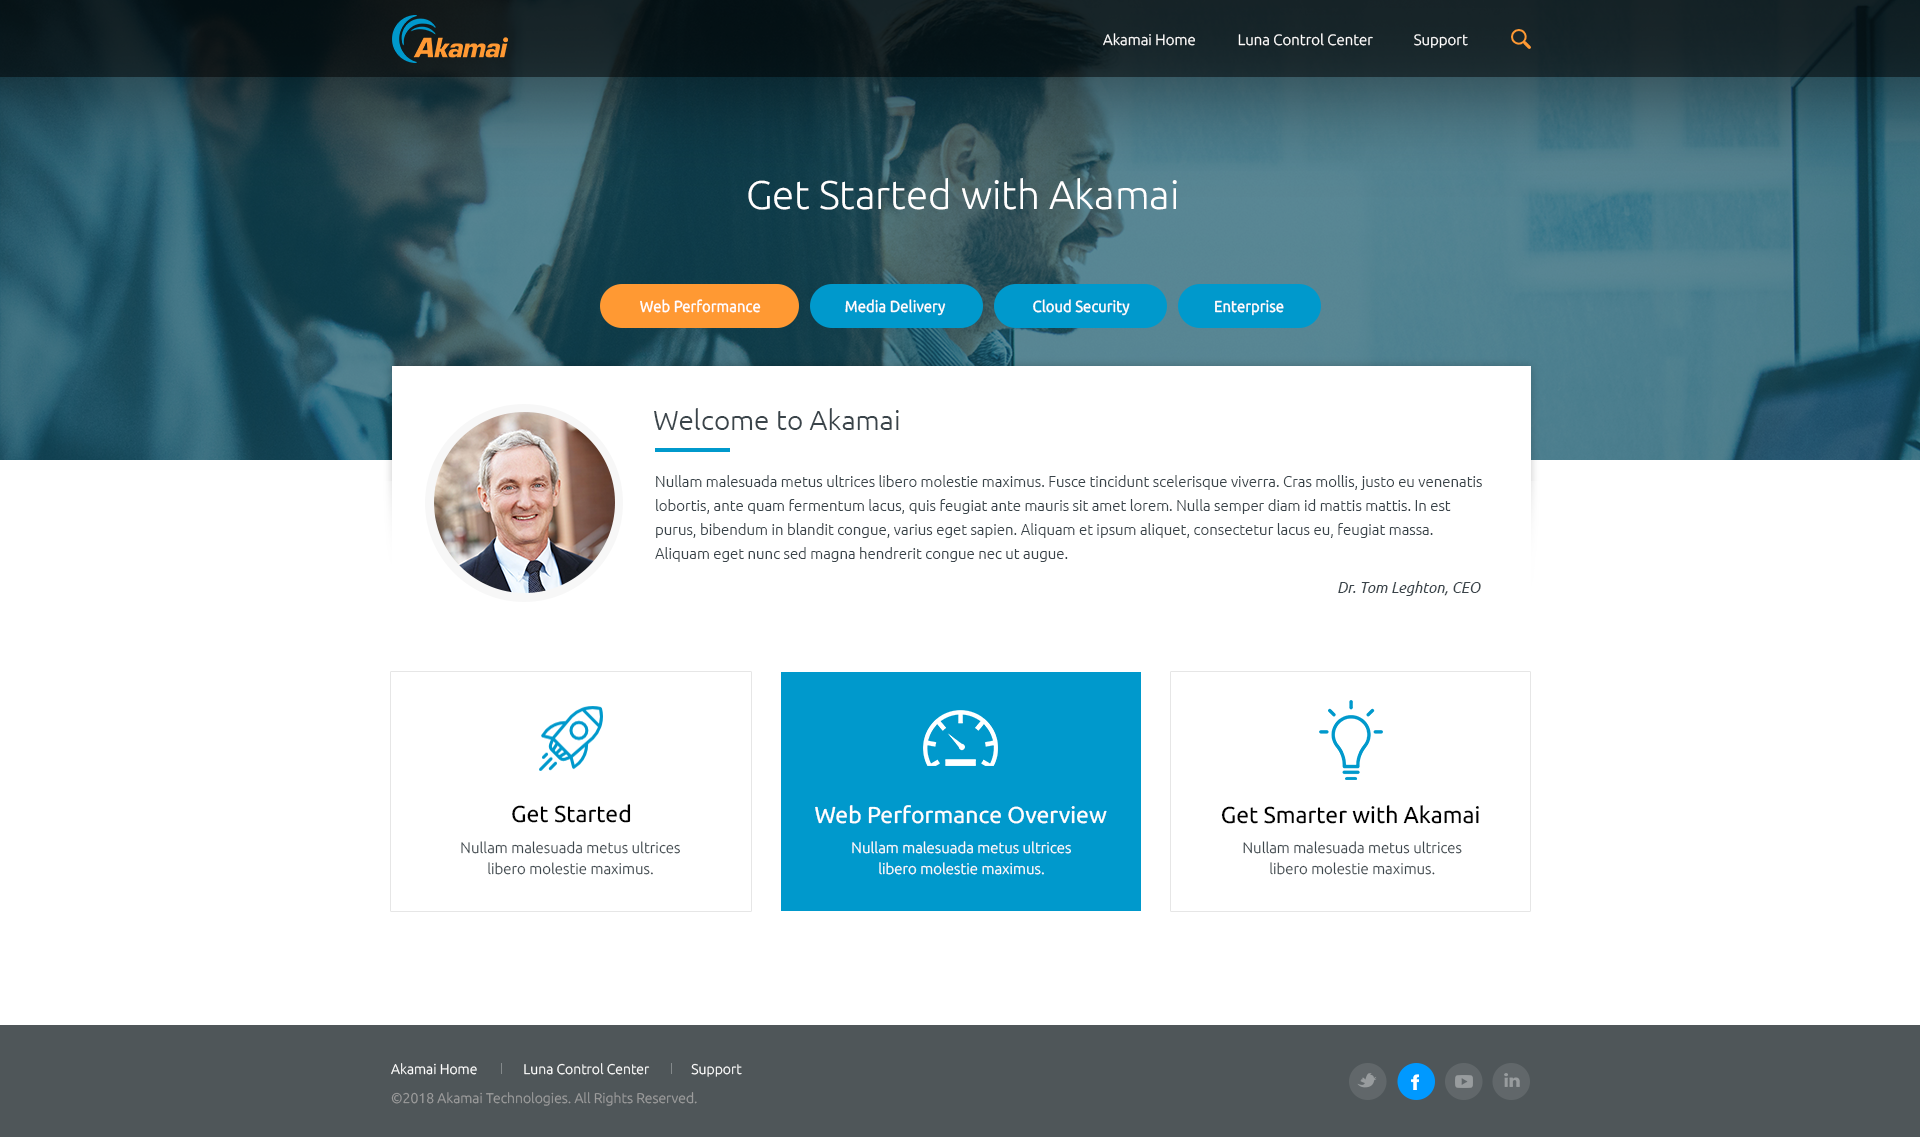 Akamai
Akamai Home
Luna Control Center
Support
Get Started with Akamai
Web Performance
Media Delivery
Cloud Security
Enterprise
Welcome to Akamai
Nullam malesuada metus ultrices libero molestie maximus. Fusce tincidunt scelerisque viverra. Cras mollis, justo eu venenatis
lobortis, ante quam fermentum lacus, quis feugiat ante mauris sit amet lorem. Nulla semper diam id mattis mattis. In est
purus, bibendum in blandit congue, varius eget sapien. Aliquam et ipsum aliquet, consectetur lacus eu, feugiat massa.
Aliquam eget nunc sed magna hendrerit congue nec ut augue.
Dr. Tom Leghton, CEO
Get Started
Nullam malesuada metus ultrices
libero molestie maximus.
Web Performance Overview
Nullam malesuada metus ultrices
libero molestie maximus.
Get Smarter with Akamai
Nullam malesuada metus ultrices
libero molestie maximus.
Akamai Home
Luna Control Center
Support
©2018 Akamai Technologies. All Rights Reserved.